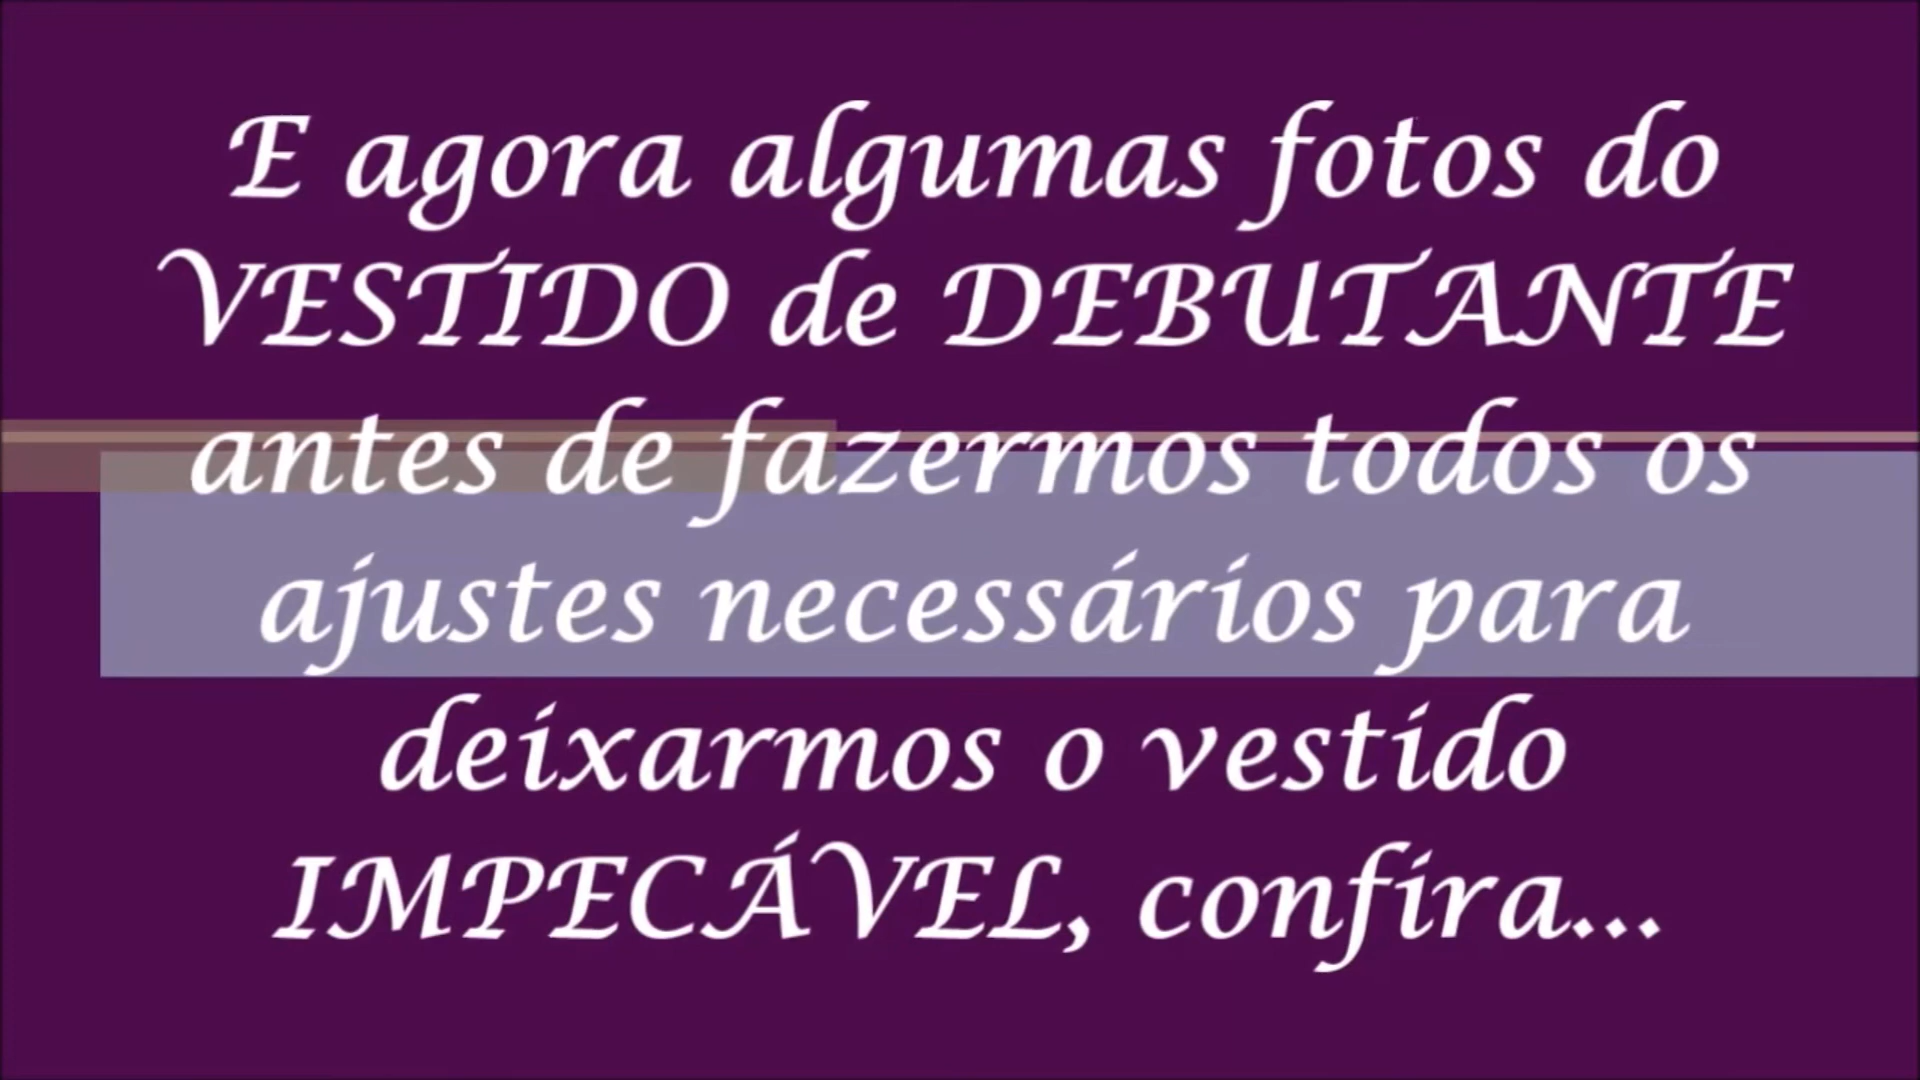 E agora algumas fotos do
VESTIDO de DEBUTANTE
antes de fazermos todos os
ajustes necessários para
deixarmos o vestido
IMPECÁVEL, confira...